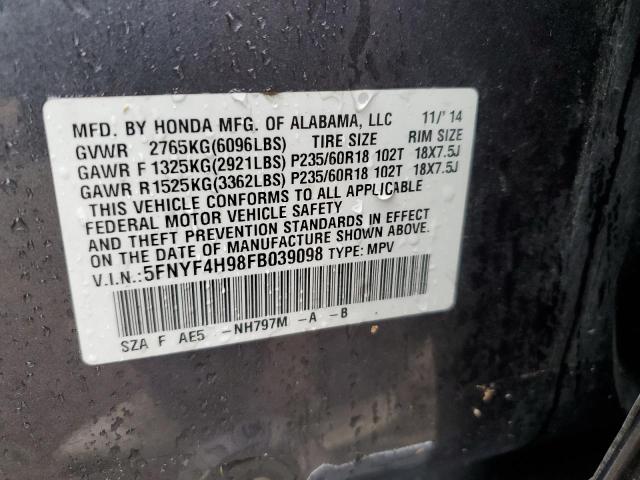 MFD. BY HONDA MFG. OF ALABAMA, LLC 11/'14
GVWR 2765KG(6096LBS) TIRE SIZE RIM SIZE
GAWR F 1325KG(2921LBS) P235/60R18 102T 18X7.5J
GAWR R 1525KG(3362LBS) P235/60R18 102T 18X7.5J
THIS VEHICLE CONFORMS TO ALL APPLICABLE
FEDERAL MOTOR VEHICLE SAFETY
AND THEFT PREVENTION STANDARDS IN EFFECT
ON THE DATE OF MANUFACTURE SHOWN ABOVE.
V.I.N.: 5FNYF4H98FB039098 TYPE: MPV
SZA F AE5 -NH797M -A -B